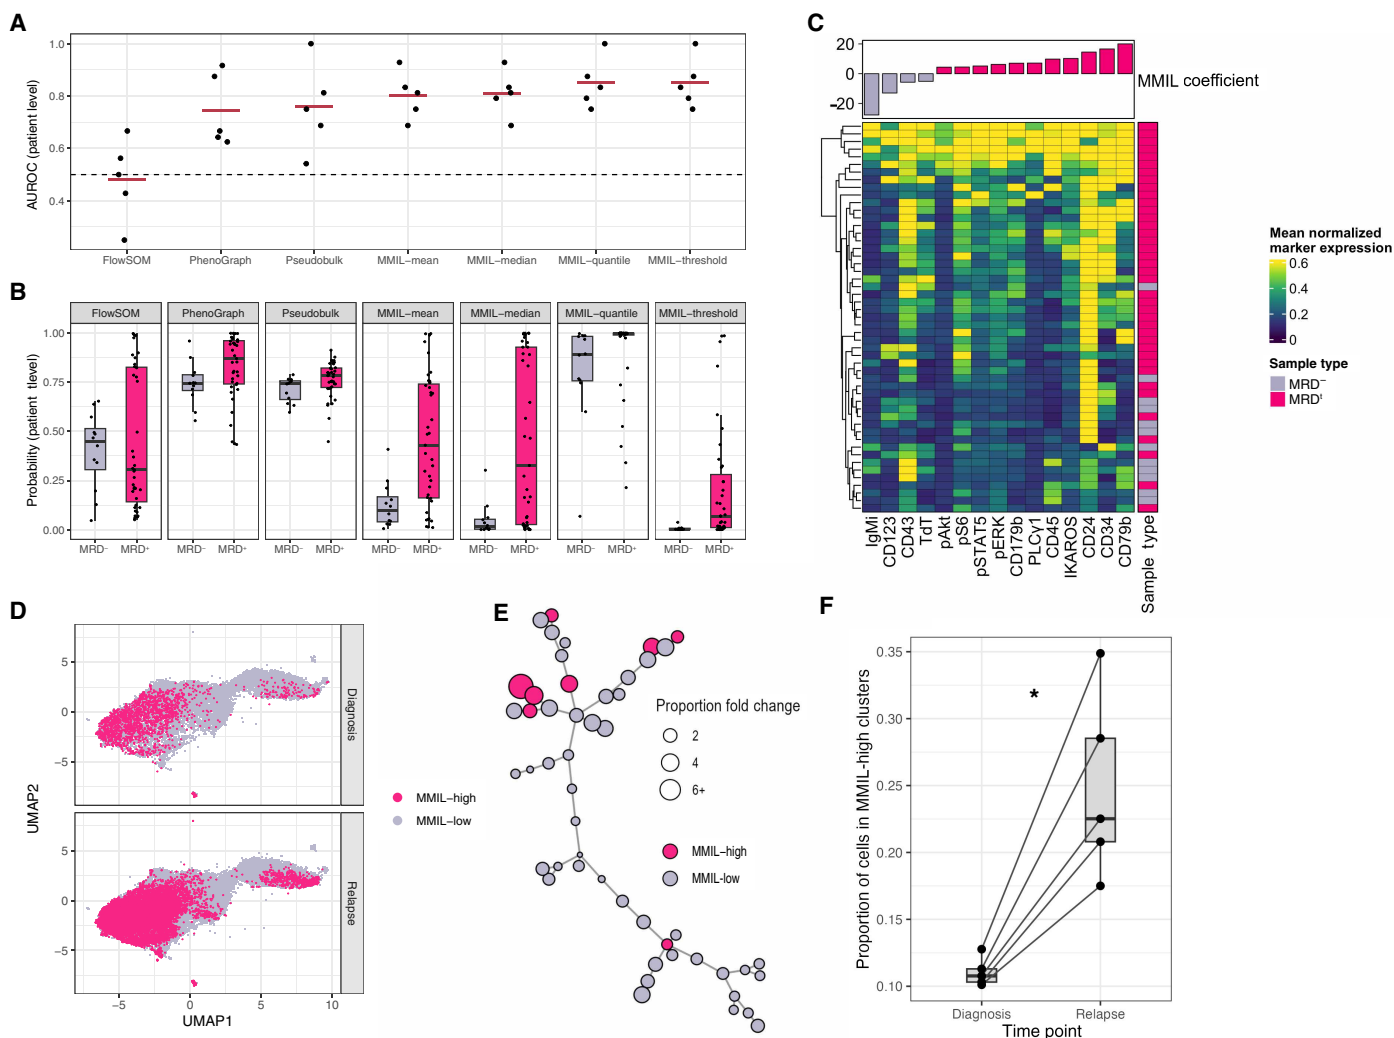 A
AUROC (patient level)
1.0
0.8
0.6
0.4
FlowSOM
PhenoGraph
Pseudobulk
MMIL−mean
MMIL−median
MMIL−quantile
MMIL−threshold
B
Probability (patient tlevel)
FlowSOM
PhenoGraph
Pseudobulk
MMIL−mean
MMIL−median
MMIL−quantile
MMIL−threshold
1.00
0.75
0.50
0.25
0.00
MRD⁻ MRD⁺
MRD⁻ MRD⁺
MRD⁻ MRD⁺
MRD⁻ MRD⁺
MRD⁻ MRD⁺
MRD⁻ MRD⁺
MRD⁻ MRD⁺
C
20
0
−20
MMIL coefficient
Mean normalized
marker expression
0.6
0.4
0.2
0
Sample type
MRD⁻
MRDᵗ
IgMI
CD123
CD43
TdT
pAkt
pS6
pSTAT5
pERK
CD179b
PLCγ1
CD45
IKAROS
CD24
CD34
CD79b
Sample type
D
UMAP2
5
0
−5
Diagnosis
5
0
−5
Relapse
−5
0
5
10
UMAP1
MMIL−high
MMIL−low
E
Proportion fold change
2
4
6+
MMIL−high
MMIL-low
F
Proportion of cells in MMIL-high clusters
0.35
0.30
0.25
0.20
0.15
0.10
*
Diagnosis
Relapse
Time point